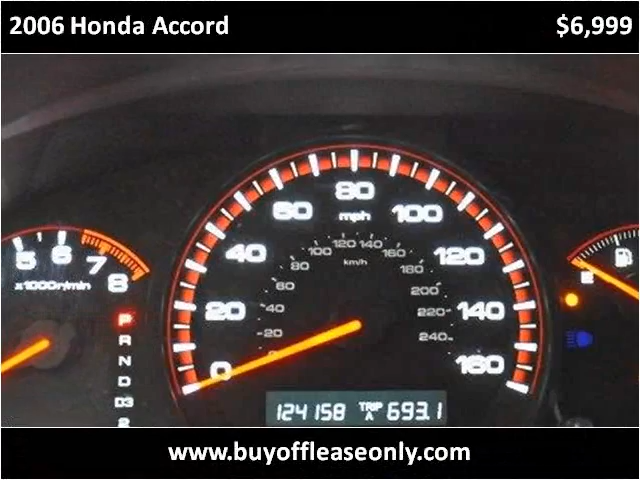 2006 Honda Accord $6,999
80
60 mph 100
40 120
100 120 140 160
80 km/h 180
60 200
20 40 220 140
20 240
0 160
5 6 7 8
x1000r/min
P
R
N
D
D3
2
E
124158 TRIP A 693.1
www.buyoffleaseonly.com